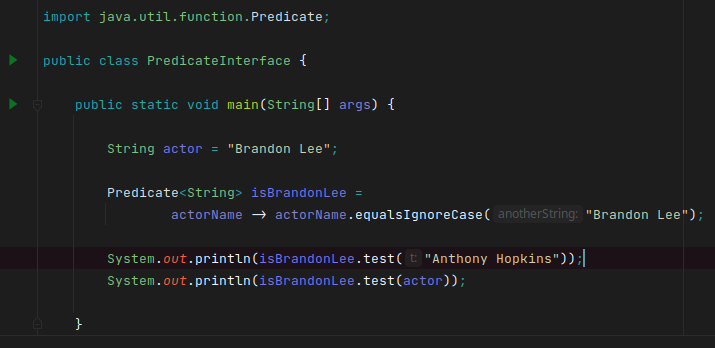 import java.util.function.Predicate;
public class PredicateInterface {
public static void main(String[] args) {
String actor = "Brandon Lee";
Predicate<String> isBrandonLee =
actorName -> actorName.equalsIgnoreCase( anotherString: "Brandon Lee");
System.out.println(isBrandonLee.test( t: "Anthony Hopkins"));
System.out.println(isBrandonLee.test(actor));
}